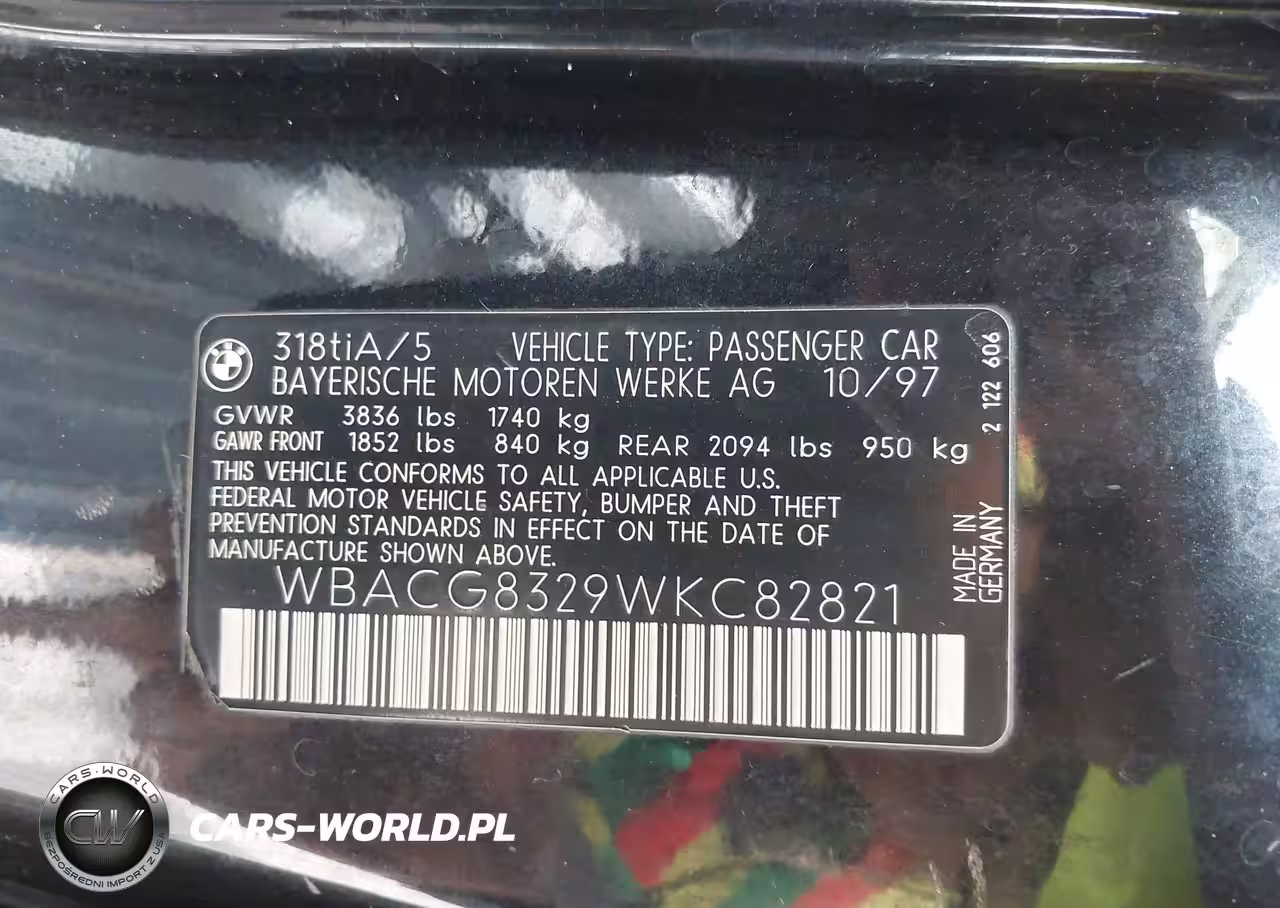 318tiA/5 VEHICLE TYPE: PASSENGER CAR
BAYERISCHE MOTOREN WERKE AG 10/97
GVWR 3836 lbs 1740 kg
GAWR FRONT 1852 lbs 840 kg REAR 2094 lbs 950 kg
THIS VEHICLE CONFORMS TO ALL APPLICABLE U.S.
FEDERAL MOTOR VEHICLE SAFETY, BUMPER AND THEFT
PREVENTION STANDARDS IN EFFECT ON THE DATE OF
MANUFACTURE SHOWN ABOVE.
WBACG8329WKC82821
2 122 606
MADE IN
GERMANY
CARS-WORLD
CW
BEZPOŚREDNI IMPORT Z USA
CARS-WORLD.PL